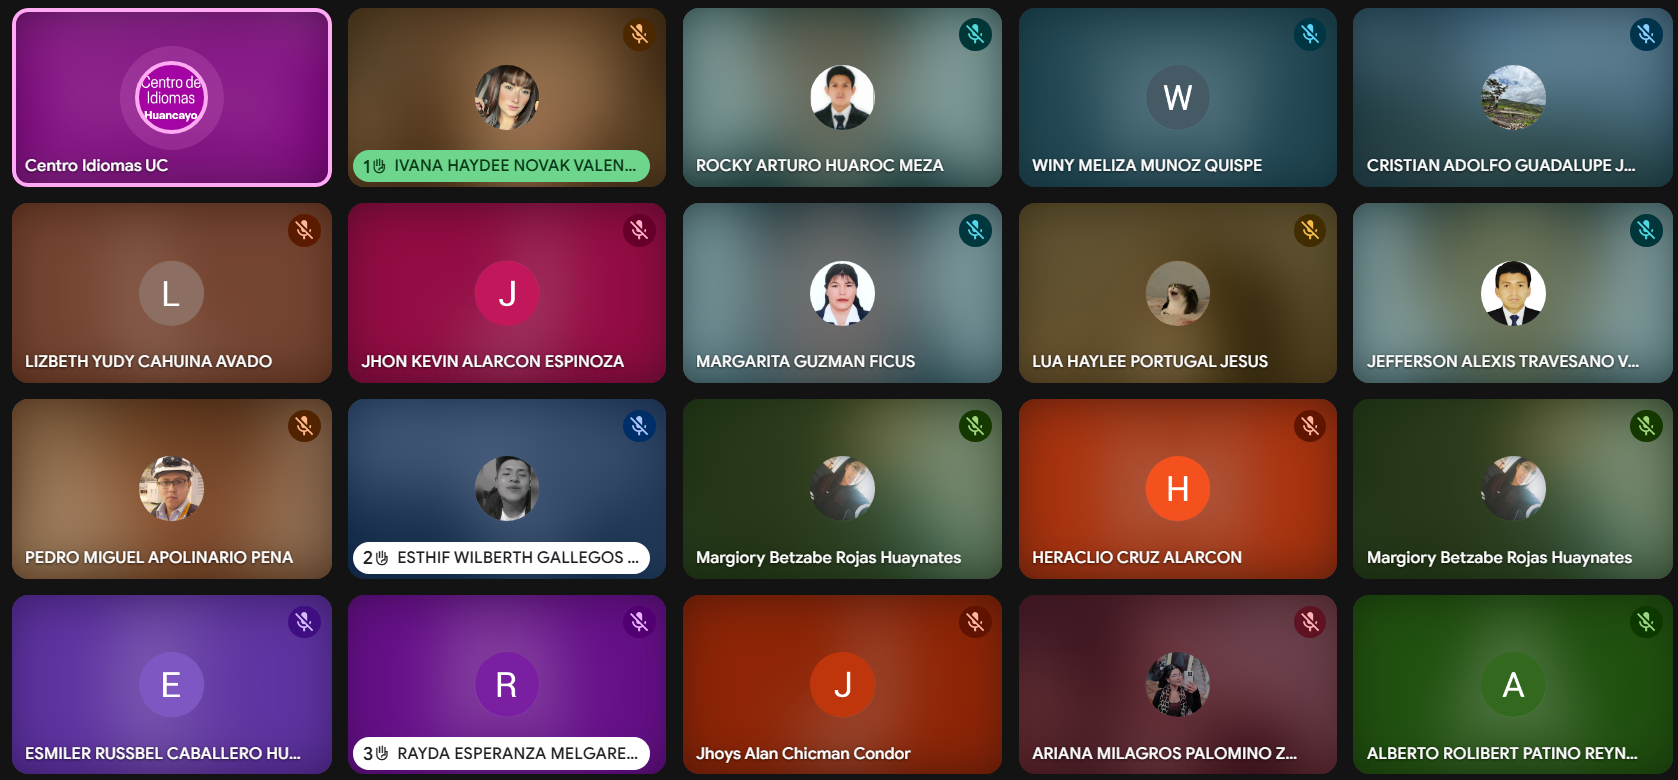 Centro de
Idiomas
Huancayo
Centro Idiomas UC
1 IVANA HAYDEE NOVAK VALEN...
ROCKY ARTURO HUAROC MEZA
W
WINY MELIZA MUNOZ QUISPE
CRISTIAN ADOLFO GUADALUPE J...
L
LIZBETH YUDY CAHUINA AVADO
J
JHON KEVIN ALARCON ESPINOZA
MARGARITA GUZMAN FICUS
LUA HAYLEE PORTUGAL JESUS
JEFFERSON ALEXIS TRAVESANO V...
PEDRO MIGUEL APOLINARIO PENA
2 ESTHIF WILBERTH GALLEGOS ...
Margiory Betzabe Rojas Huaynates
H
HERACLIO CRUZ ALARCON
Margiory Betzabe Rojas Huaynates
E
ESMILER RUSSBEL CABALLERO HU...
R
3 RAYDA ESPERANZA MELGARE...
J
Jhoys Alan Chicman Condor
ARIANA MILAGROS PALOMINO Z...
A
ALBERTO ROLIBERT PATINO REYN...